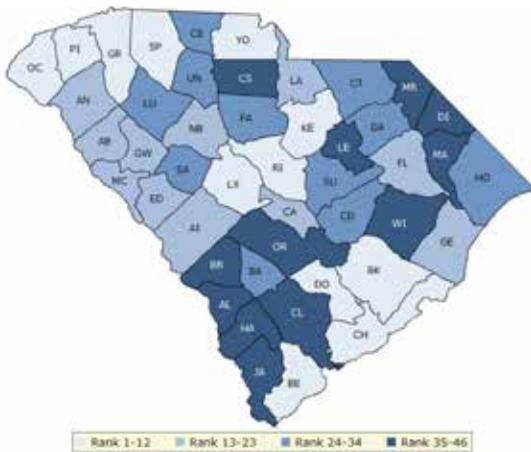 CB
YO
SP
GR
PI
OC
UN
CS
LA
CT
MR
DI
AN
LU
FA
KE
DA
MA
NB
LE
FL
HO
AB
GW
SA
RI
SU
MC
ED
LX
CA
CD
WI
AI
OR
GE
BR
BA
BK
DO
AL
CL
HA
CH
JA
BE
Rank 1-12
Rank 13-23
Rank 24-34
Rank 35-46